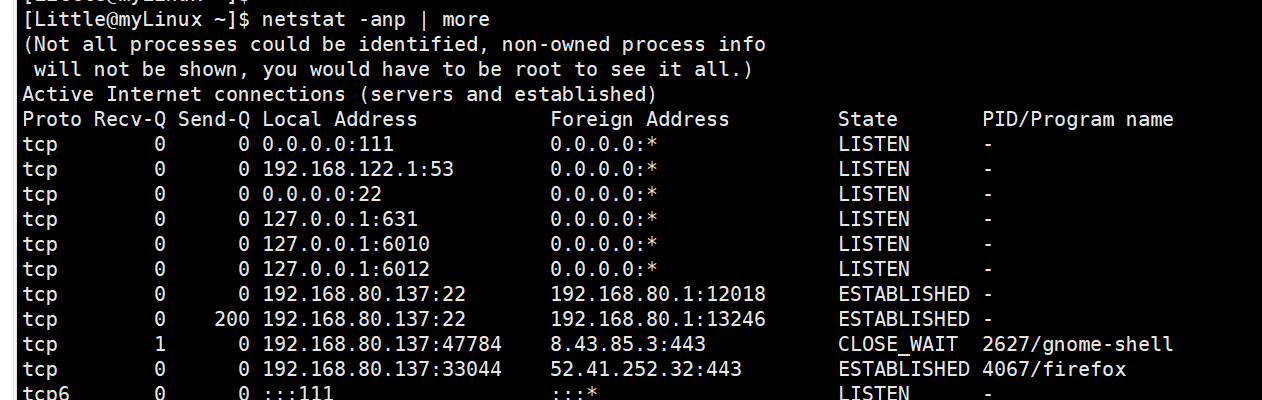 [Little@myLinux ~]$
[Little@myLinux ~]$ netstat -anp | more
(Not all processes could be identified, non-owned process info
 will not be shown, you would have to be root to see it all.)
Active Internet connections (servers and established)
Proto Recv-Q Send-Q Local Address           Foreign Address         State       PID/Program name
tcp        0      0 0.0.0.0:111             0.0.0.0:*               LISTEN      -
tcp        0      0 192.168.122.1:53        0.0.0.0:*               LISTEN      -
tcp        0      0 0.0.0.0:22              0.0.0.0:*               LISTEN      -
tcp        0      0 127.0.0.1:631           0.0.0.0:*               LISTEN      -
tcp        0      0 127.0.0.1:6010          0.0.0.0:*               LISTEN      -
tcp        0      0 127.0.0.1:6012          0.0.0.0:*               LISTEN      -
tcp        0      0 192.168.80.137:22       192.168.80.1:12018      ESTABLISHED -
tcp        0    200 192.168.80.137:22       192.168.80.1:13246      ESTABLISHED -
tcp        1      0 192.168.80.137:47784    8.43.85.3:443           CLOSE_WAIT  2627/gnome-shell
tcp        0      0 192.168.80.137:33044    52.41.252.32:443        ESTABLISHED 4067/firefox
tcp6       0      0 :::111                  :::*                    LISTEN      -